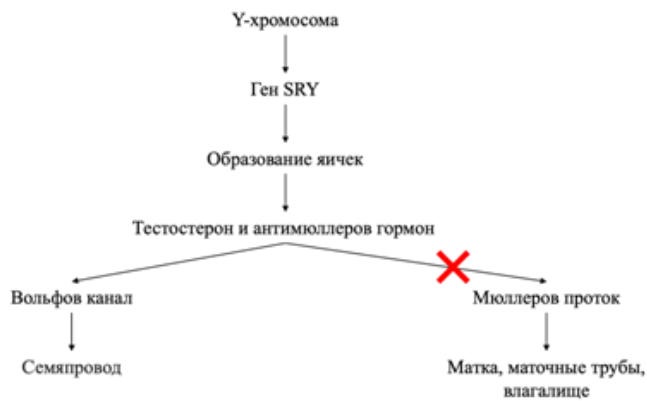 Y-хромосома
Ген SRY
Образование яичек
Тестостерон и антимюллеров гормон
Вольфов канал
Мюллеров проток
Семяпровод
Матка, маточные трубы,
влагалище